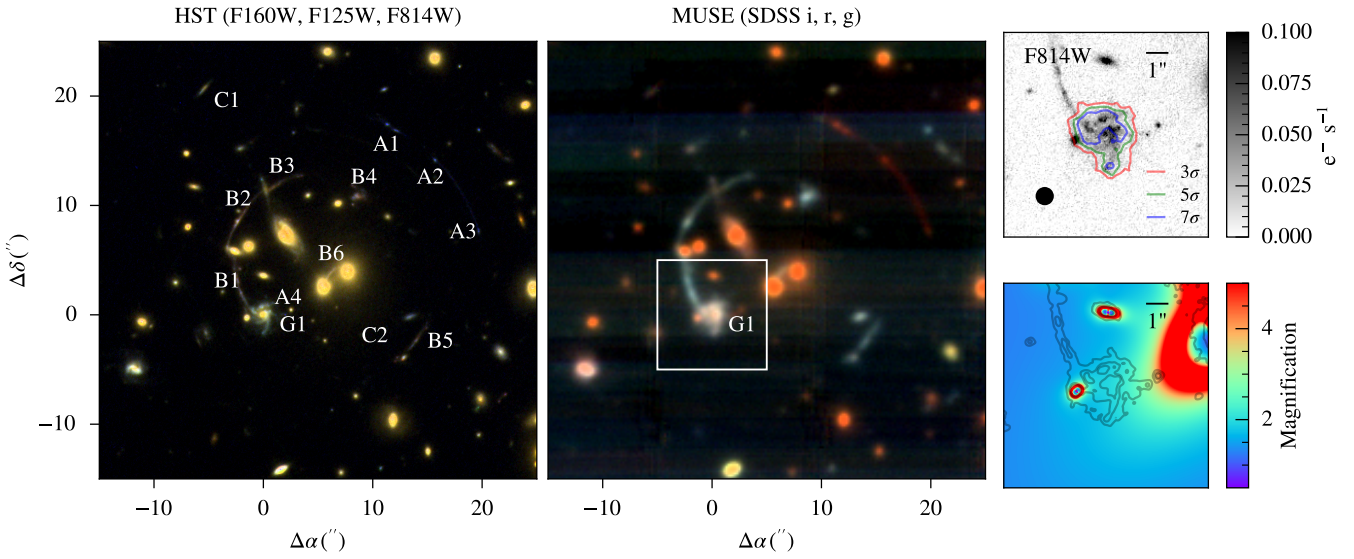 HST (F160W, F125W, F814W)
MUSE (SDSS i, r, g)
F814W
1"
3σ
5σ
7σ
0.100
0.075
0.050
0.025
0.000
e⁻ s⁻¹
20
10
0
−10
Δδ(′′)
C1
A1
B3
B4
A2
B2
A3
B6
B1
A4
G1
C2
B5
G1
1"
4
2
Magnification
−10 0 10 20
Δα(′′)
−10 0 10 20
Δα(′′)